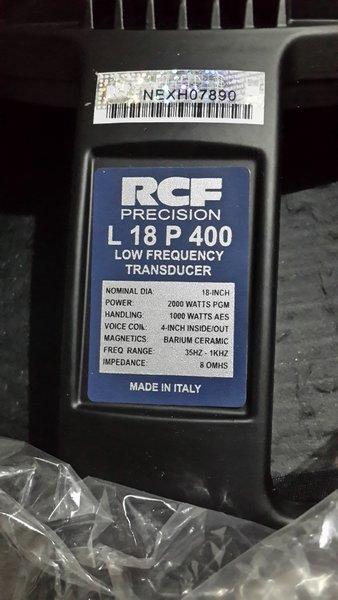 NEXH07890
RCF
PRECISION
L 18 P 400
LOW FREQUENCY
TRANSDUCER
NOMINAL DIA: 18-INCH
POWER: 2000 WATTS PGM
HANDLING: 1000 WATTS AES
VOICE COIL: 4-INCH INSIDE/OUT
MAGNETICS: BARIUM CERAMIC
FREQ RANGE: 35HZ - 1KHZ
IMPEDANCE: 8 OMHS
MADE IN ITALY